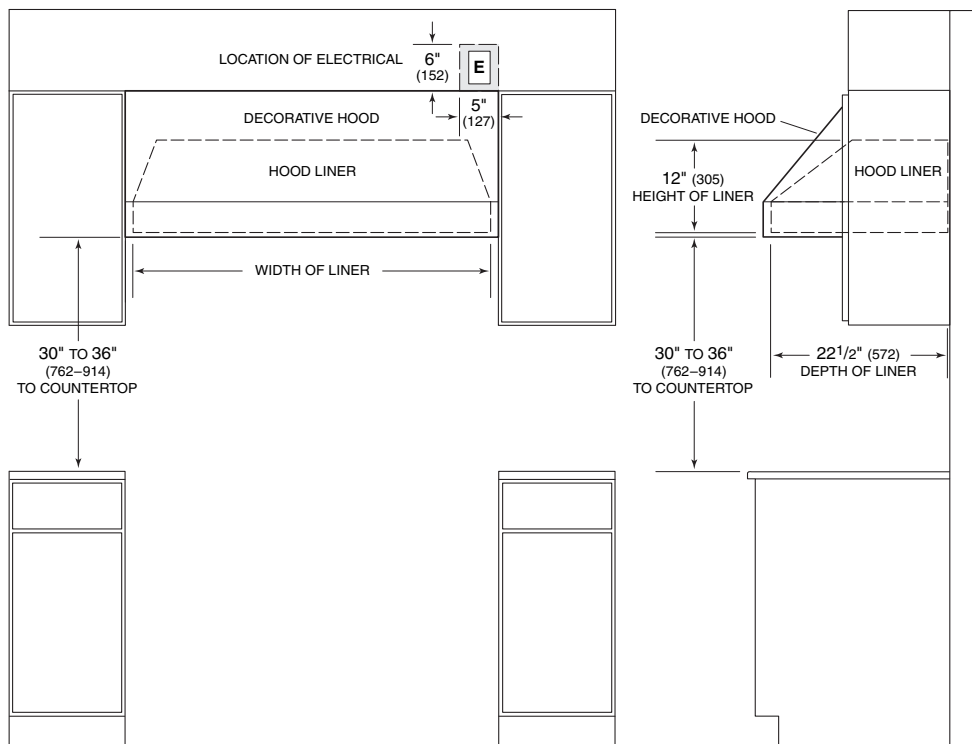 LOCATION OF ELECTRICAL
6"
(152)
E
5"
(127)
DECORATIVE HOOD
HOOD LINER
WIDTH OF LINER
30" TO 36"
(762–914)
TO COUNTERTOP
DECORATIVE HOOD
HOOD LINER
12" (305)
HEIGHT OF LINER
30" TO 36"
(762–914)
TO COUNTERTOP
22 1/2" (572)
DEPTH OF LINER